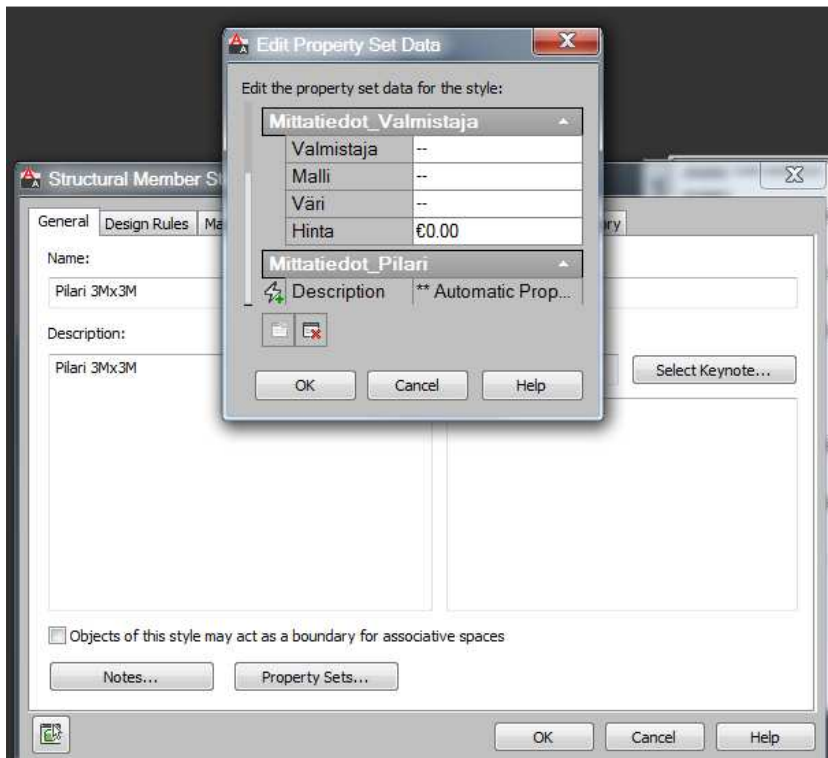 Edit Property Set Data
Edit the property set data for the style:
Mittatiedot_Valmistaja
Valmistaja --
Malli --
Väri --
Hinta €0.00
Mittatiedot_Pilari
Description ** Automatic Prop...
OK Cancel Help
Structural Member St
General Design Rules Ma ry
Name:
Pilari 3Mx3M
Description:
Pilari 3Mx3M
Select Keynote...
Objects of this style may act as a boundary for associative spaces
Notes... Property Sets...
OK Cancel Help